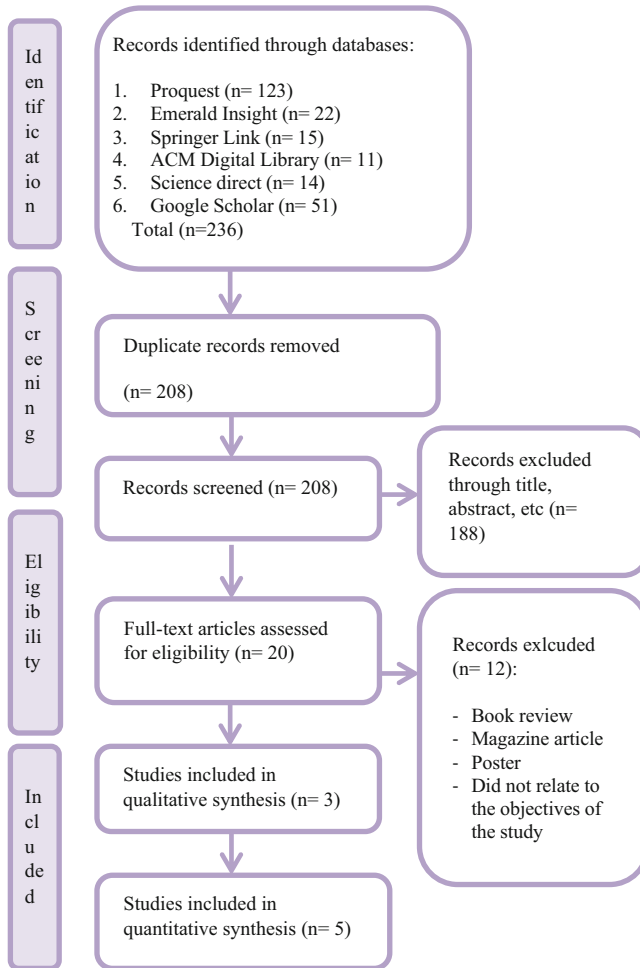 Id
en
tif
ic
at
io
n
Records identified through databases:
1. Proquest (n= 123)
2. Emerald Insight (n= 22)
3. Springer Link (n= 15)
4. ACM Digital Library (n= 11)
5. Science direct (n= 14)
6. Google Scholar (n= 51)
Total (n=236)
S
cr
ee
ni
n
g
Duplicate records removed
(n= 208)
Records screened (n= 208)
Records excluded
through title,
abstract, etc (n=
188)
El
ig
ib
ili
ty
Full-text articles assessed
for eligibility (n= 20)
Records exlcuded
(n= 12):
- Book review
- Magazine article
- Poster
- Did not relate to
the objectives of
the study
In
cl
u
de
d
Studies included in
qualitative synthesis (n= 3)
Studies included in
quantitative synthesis (n= 5)